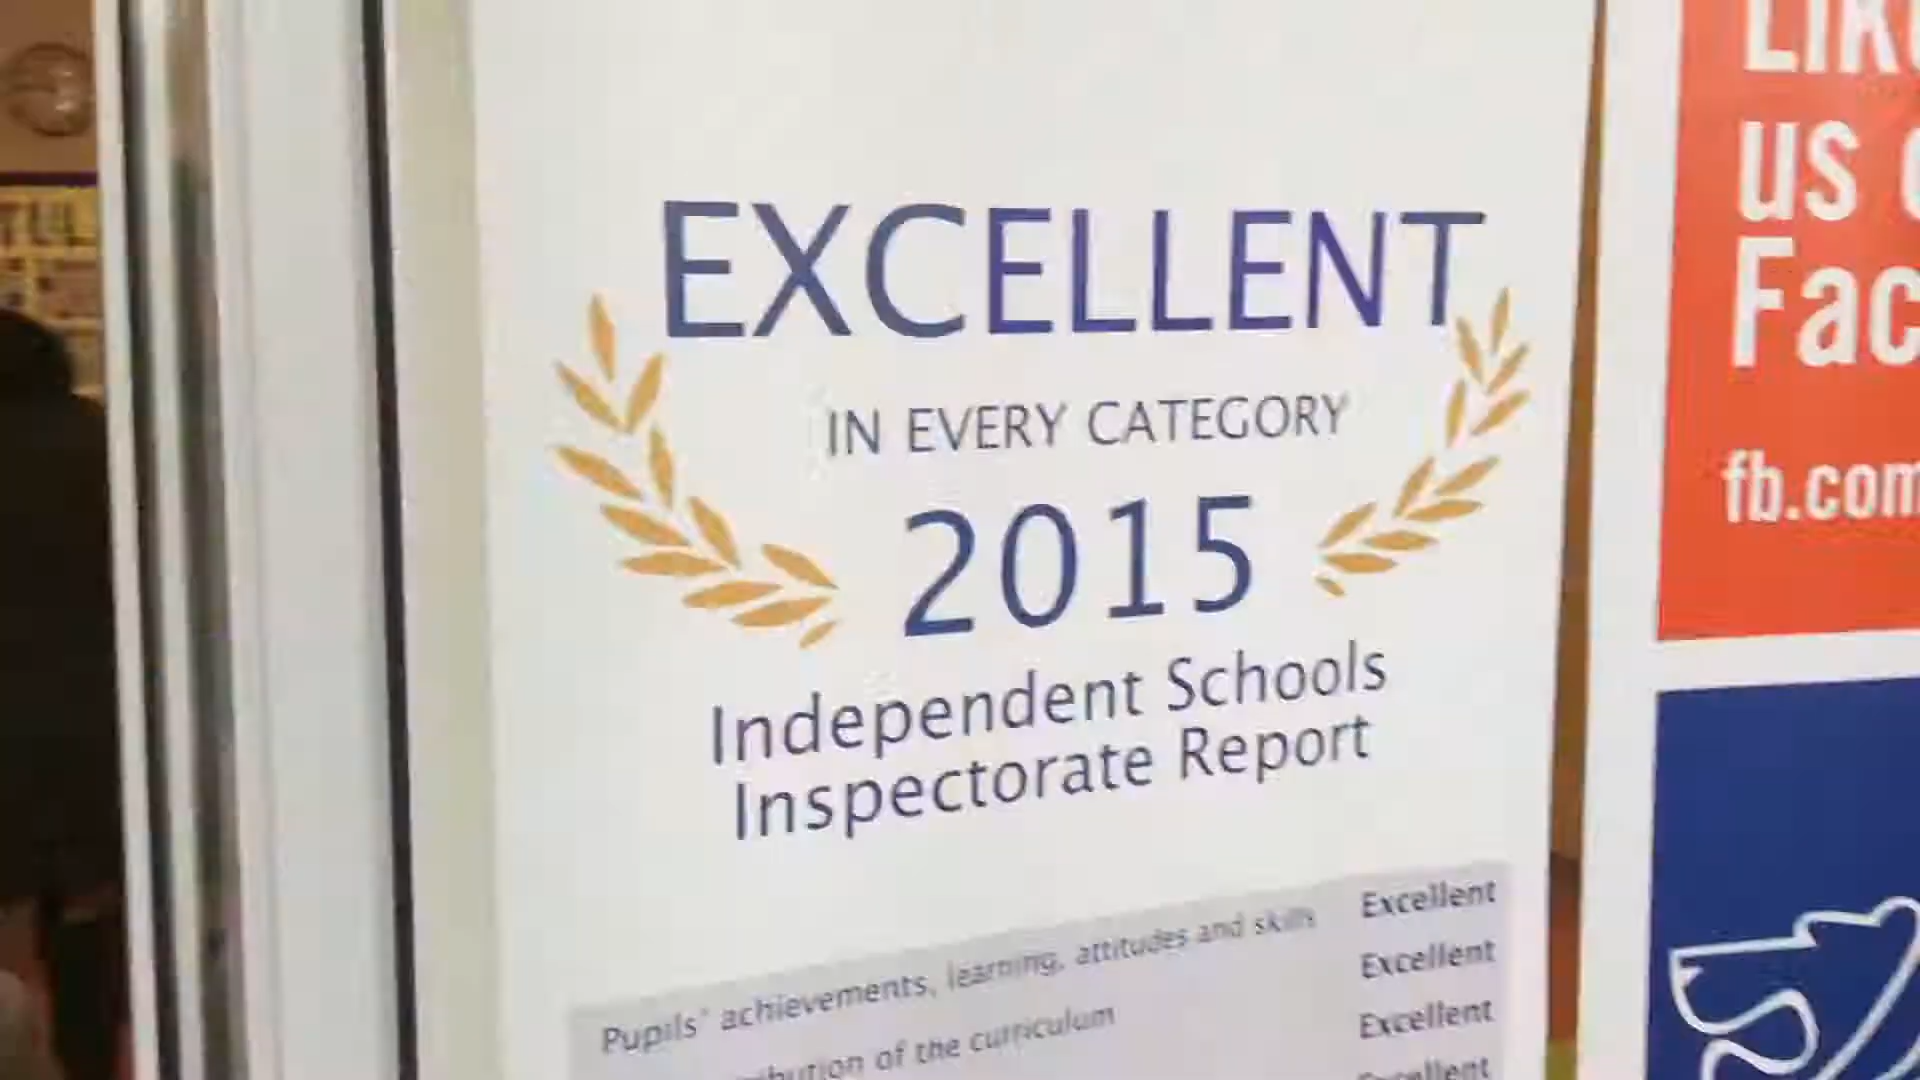 EXCELLENT
IN EVERY CATEGORY
2015
Independent Schools
Inspectorate Report
Pupils' achievements, learning, attitudes and skills Excellent
of the curriculum Excellent
Excellent
us
fb.com